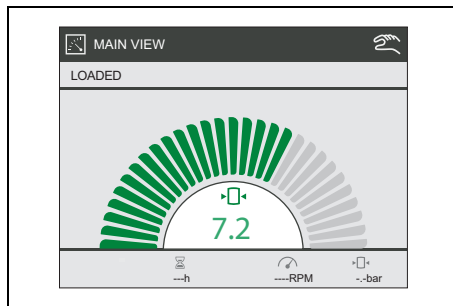 MAIN VIEW
LOADED
7.2
---h
----RPM
-.-bar